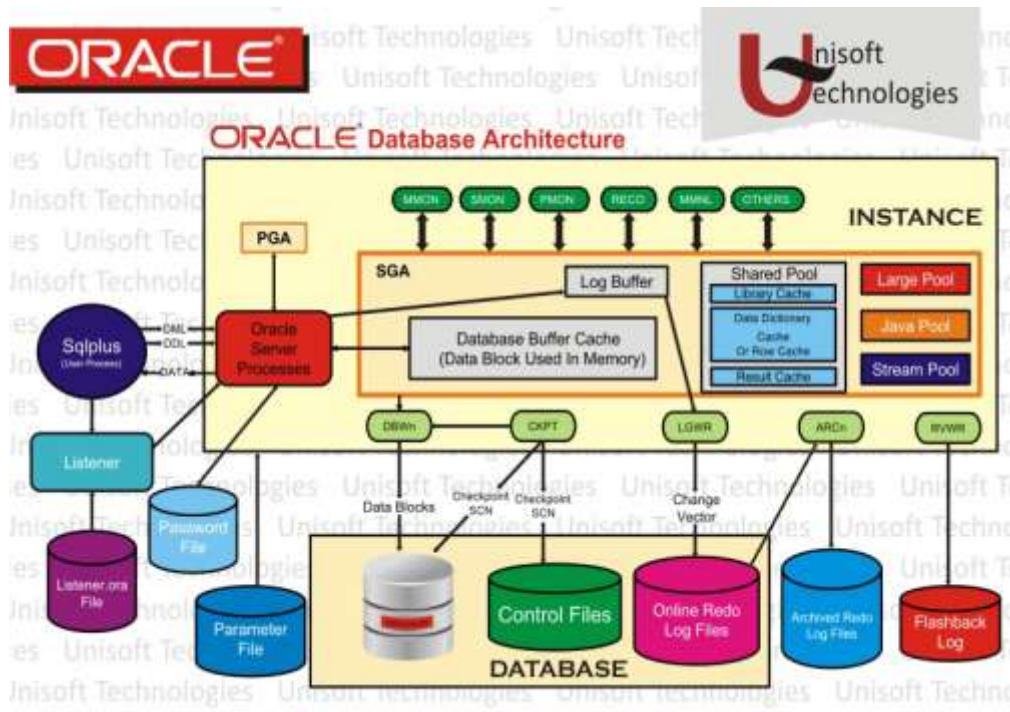 ORACLE
Unisoft
Technologies
ORACLE Database Architecture
MMON
SMON
PMON
RECO
MMNL
OTHERS
INSTANCE
PGA
SGA
Log Buffer
Shared Pool
Library Cache
Data Dictionary
Cache
Or Row Cache
Result Cache
Large Pool
Java Pool
Stream Pool
Database Buffer Cache
(Data Block Used In Memory)
Sqlplus
(User Process)
DML
DDL
DATA
Oracle
Server
Processes
DBWn
CKPT
LGWR
ARCn
RVWR
Listener
Data Blocks
Checkpoint
SCN
Checkpoint
SCN
Change
Vector
Password
File
Listener.ora
File
Parameter
File
Control Files
Online Redo
Log Files
Archived Redo
Log Files
Flashback
Log
DATABASE